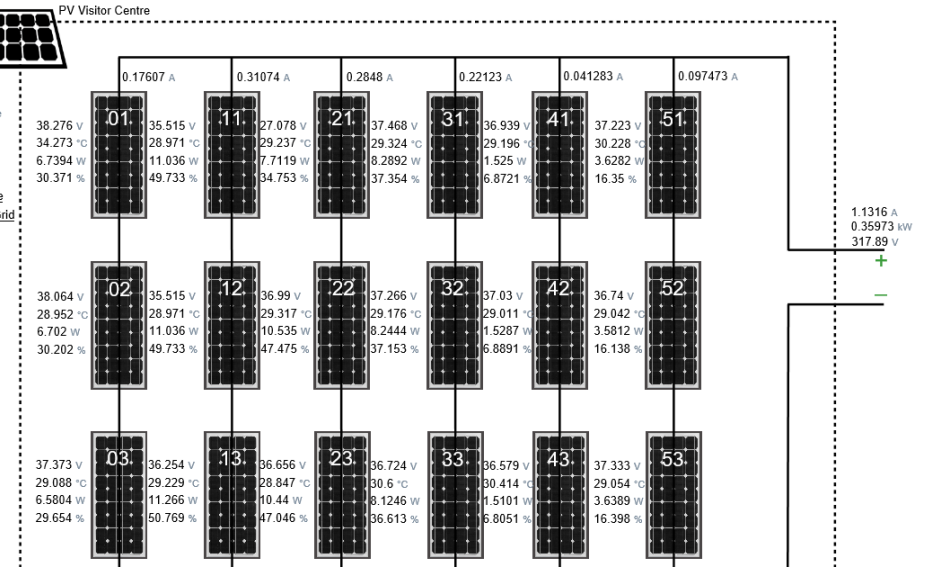 PV Visitor Centre
0.17607 A
0.31074 A
0.2848 A
0.22123 A
0.041283 A
0.097473 A
01
11
21
31
41
51
38.276 V
34.273 °C
6.7394 W
30.371 %
35.515 V
28.971 °C
11.036 W
49.733 %
27.078 V
29.237 °C
7.7119 W
34.753 %
37.468 V
29.324 °C
8.2892 W
37.354 %
36.939 V
29.196 °C
1.525 W
6.8721 %
37.223 V
30.228 °C
3.6282 W
16.35 %
rid
1.1316 A
0.35973 kW
317.89 V
+
–
02
12
22
32
42
52
38.064 V
28.952 °C
6.702 W
30.202 %
35.515 V
28.971 °C
11.036 W
49.733 %
36.99 V
29.317 °C
10.535 W
47.475 %
37.266 V
29.176 °C
8.2444 W
37.153 %
37.03 V
29.011 °C
1.5287 W
6.8891 %
36.74 V
29.042 °C
3.5812 W
16.138 %
03
13
23
33
43
53
37.373 V
29.088 °C
6.5804 W
29.654 %
36.254 V
29.229 °C
11.266 W
50.769 %
36.656 V
28.847 °C
10.44 W
47.046 %
36.724 V
30.6 °C
8.1246 W
36.613 %
36.579 V
30.414 °C
1.5101 W
6.8051 %
37.333 V
29.054 °C
3.6389 W
16.398 %